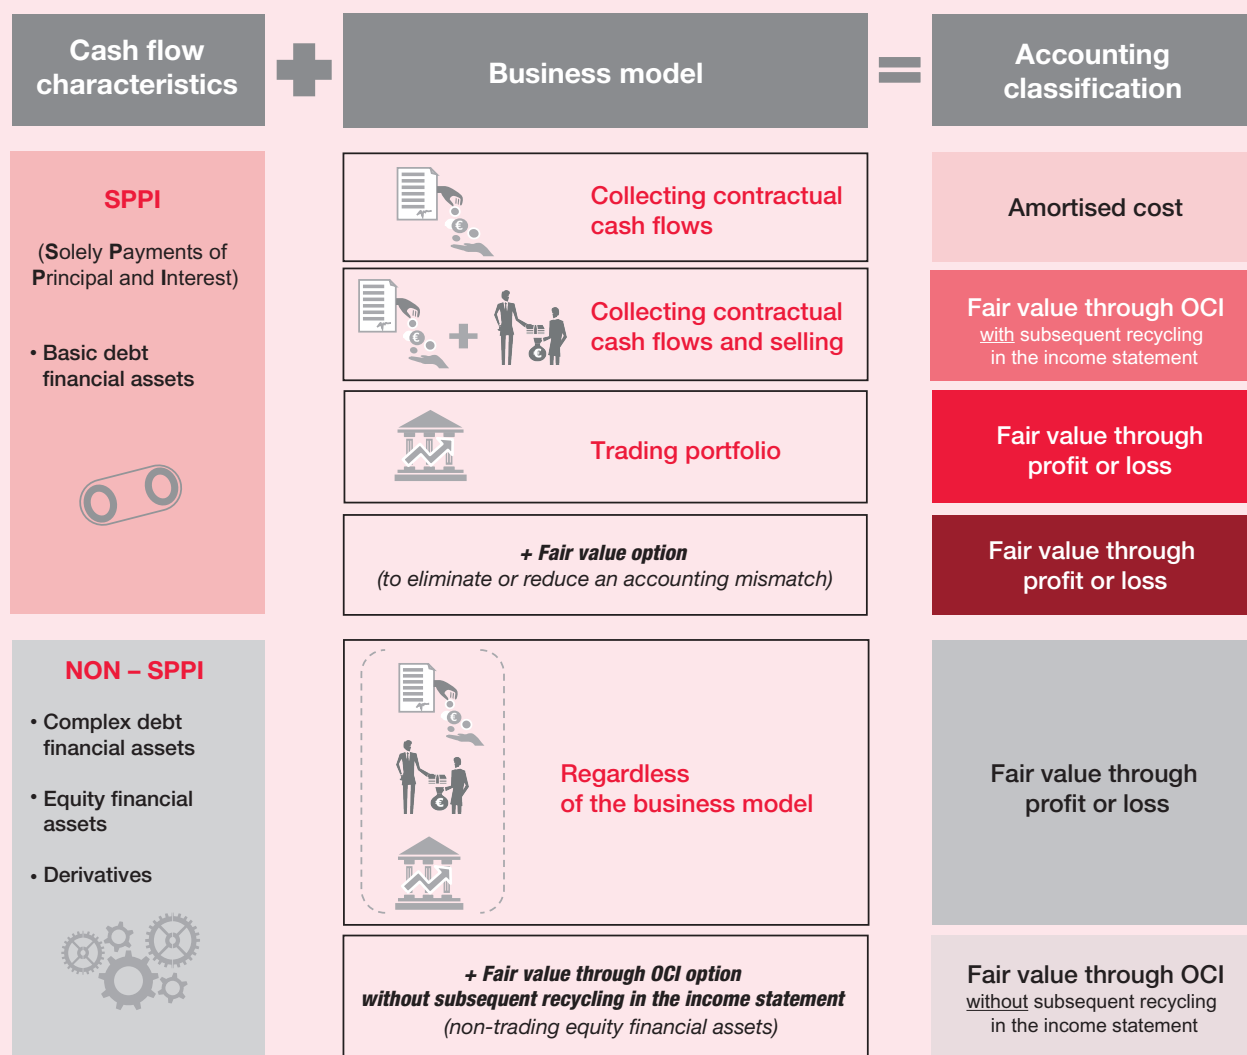 Cash flow
characteristics
Business model
Accounting
classification
SPPI
(Solely Payments of
Principal and Interest)
• Basic debt
financial assets
Collecting contractual
cash flows
Amortised cost
Collecting contractual
cash flows and selling
Fair value through OCI
with subsequent recycling
in the income statement
Trading portfolio
Fair value through
profit or loss
+ Fair value option
(to eliminate or reduce an accounting mismatch)
Fair value through
profit or loss
NON – SPPI
• Complex debt
financial assets
• Equity financial
assets
• Derivatives
Regardless
of the business model
Fair value through
profit or loss
+ Fair value through OCI option
without subsequent recycling in the income statement
(non-trading equity financial assets)
Fair value through OCI
without subsequent recycling
in the income statement